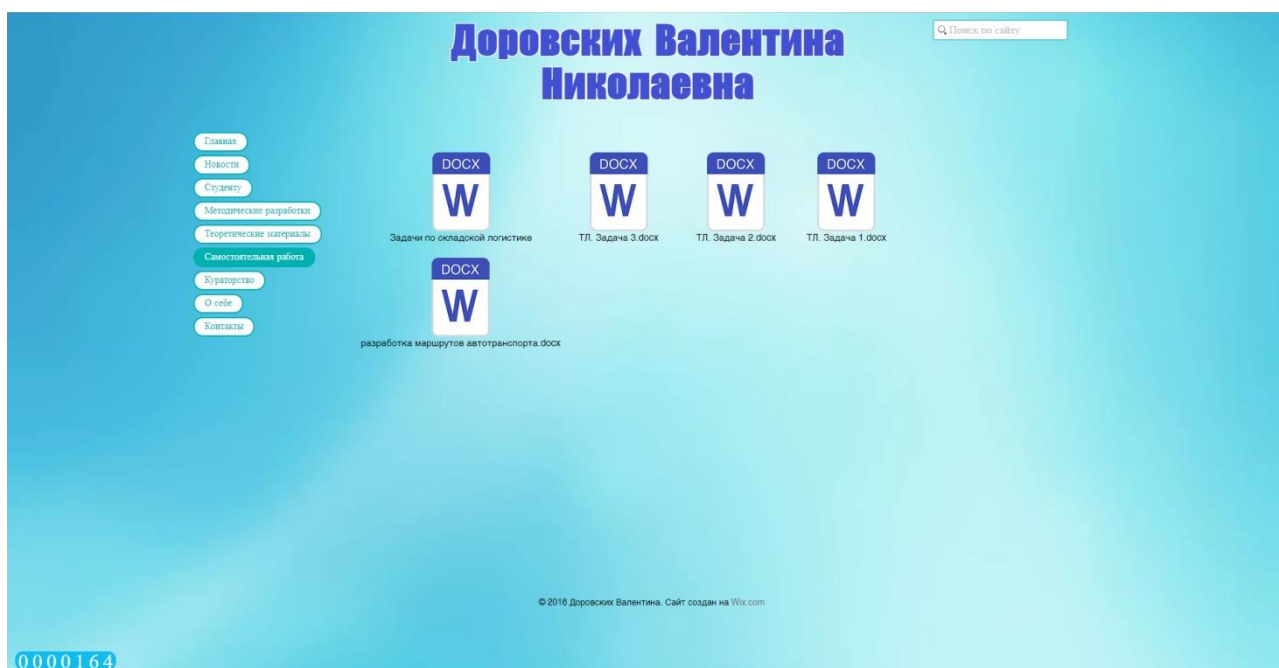 Доровских Валентина
Николаевна
Поиск по сайту
Главная
Новости
Студенту
Методические разработки
Теоретические материалы
Самостоятельная работа
Кураторство
О себе
Контакты
DOCX
W
Задачи по складской логистике
DOCX
W
ТЛ. Задача 3.docx
DOCX
W
ТЛ. Задача 2.docx
DOCX
W
ТЛ. Задача 1.docx
DOCX
W
разработка маршрутов автотранспорта.docx
© 2016 Доровских Валентина. Сайт создан на Wix.com
0000164